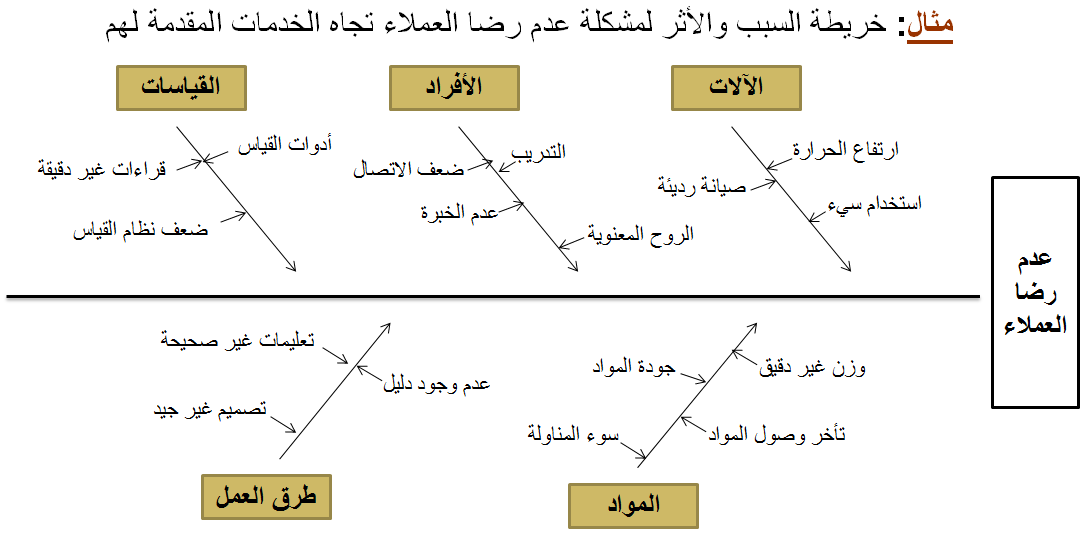 مثال: خريطة السبب والأثر لمشكلة عدم رضا العملاء تجاه الخدمات المقدمة لهم
الآلات
الأفراد
القياسات
ارتفاع الحرارة
صيانة رديئة
استخدام سيء
التدريب
ضعف الاتصال
عدم الخبرة
الروح المعنوية
أدوات القياس
قراءات غير دقيقة
ضعف نظام القياس
عدم
رضا
العملاء
وزن غير دقيق
جودة المواد
تأخر وصول المواد
سوء المناولة
المواد
تعليمات غير صحيحة
عدم وجود دليل
تصميم غير جيد
طرق العمل